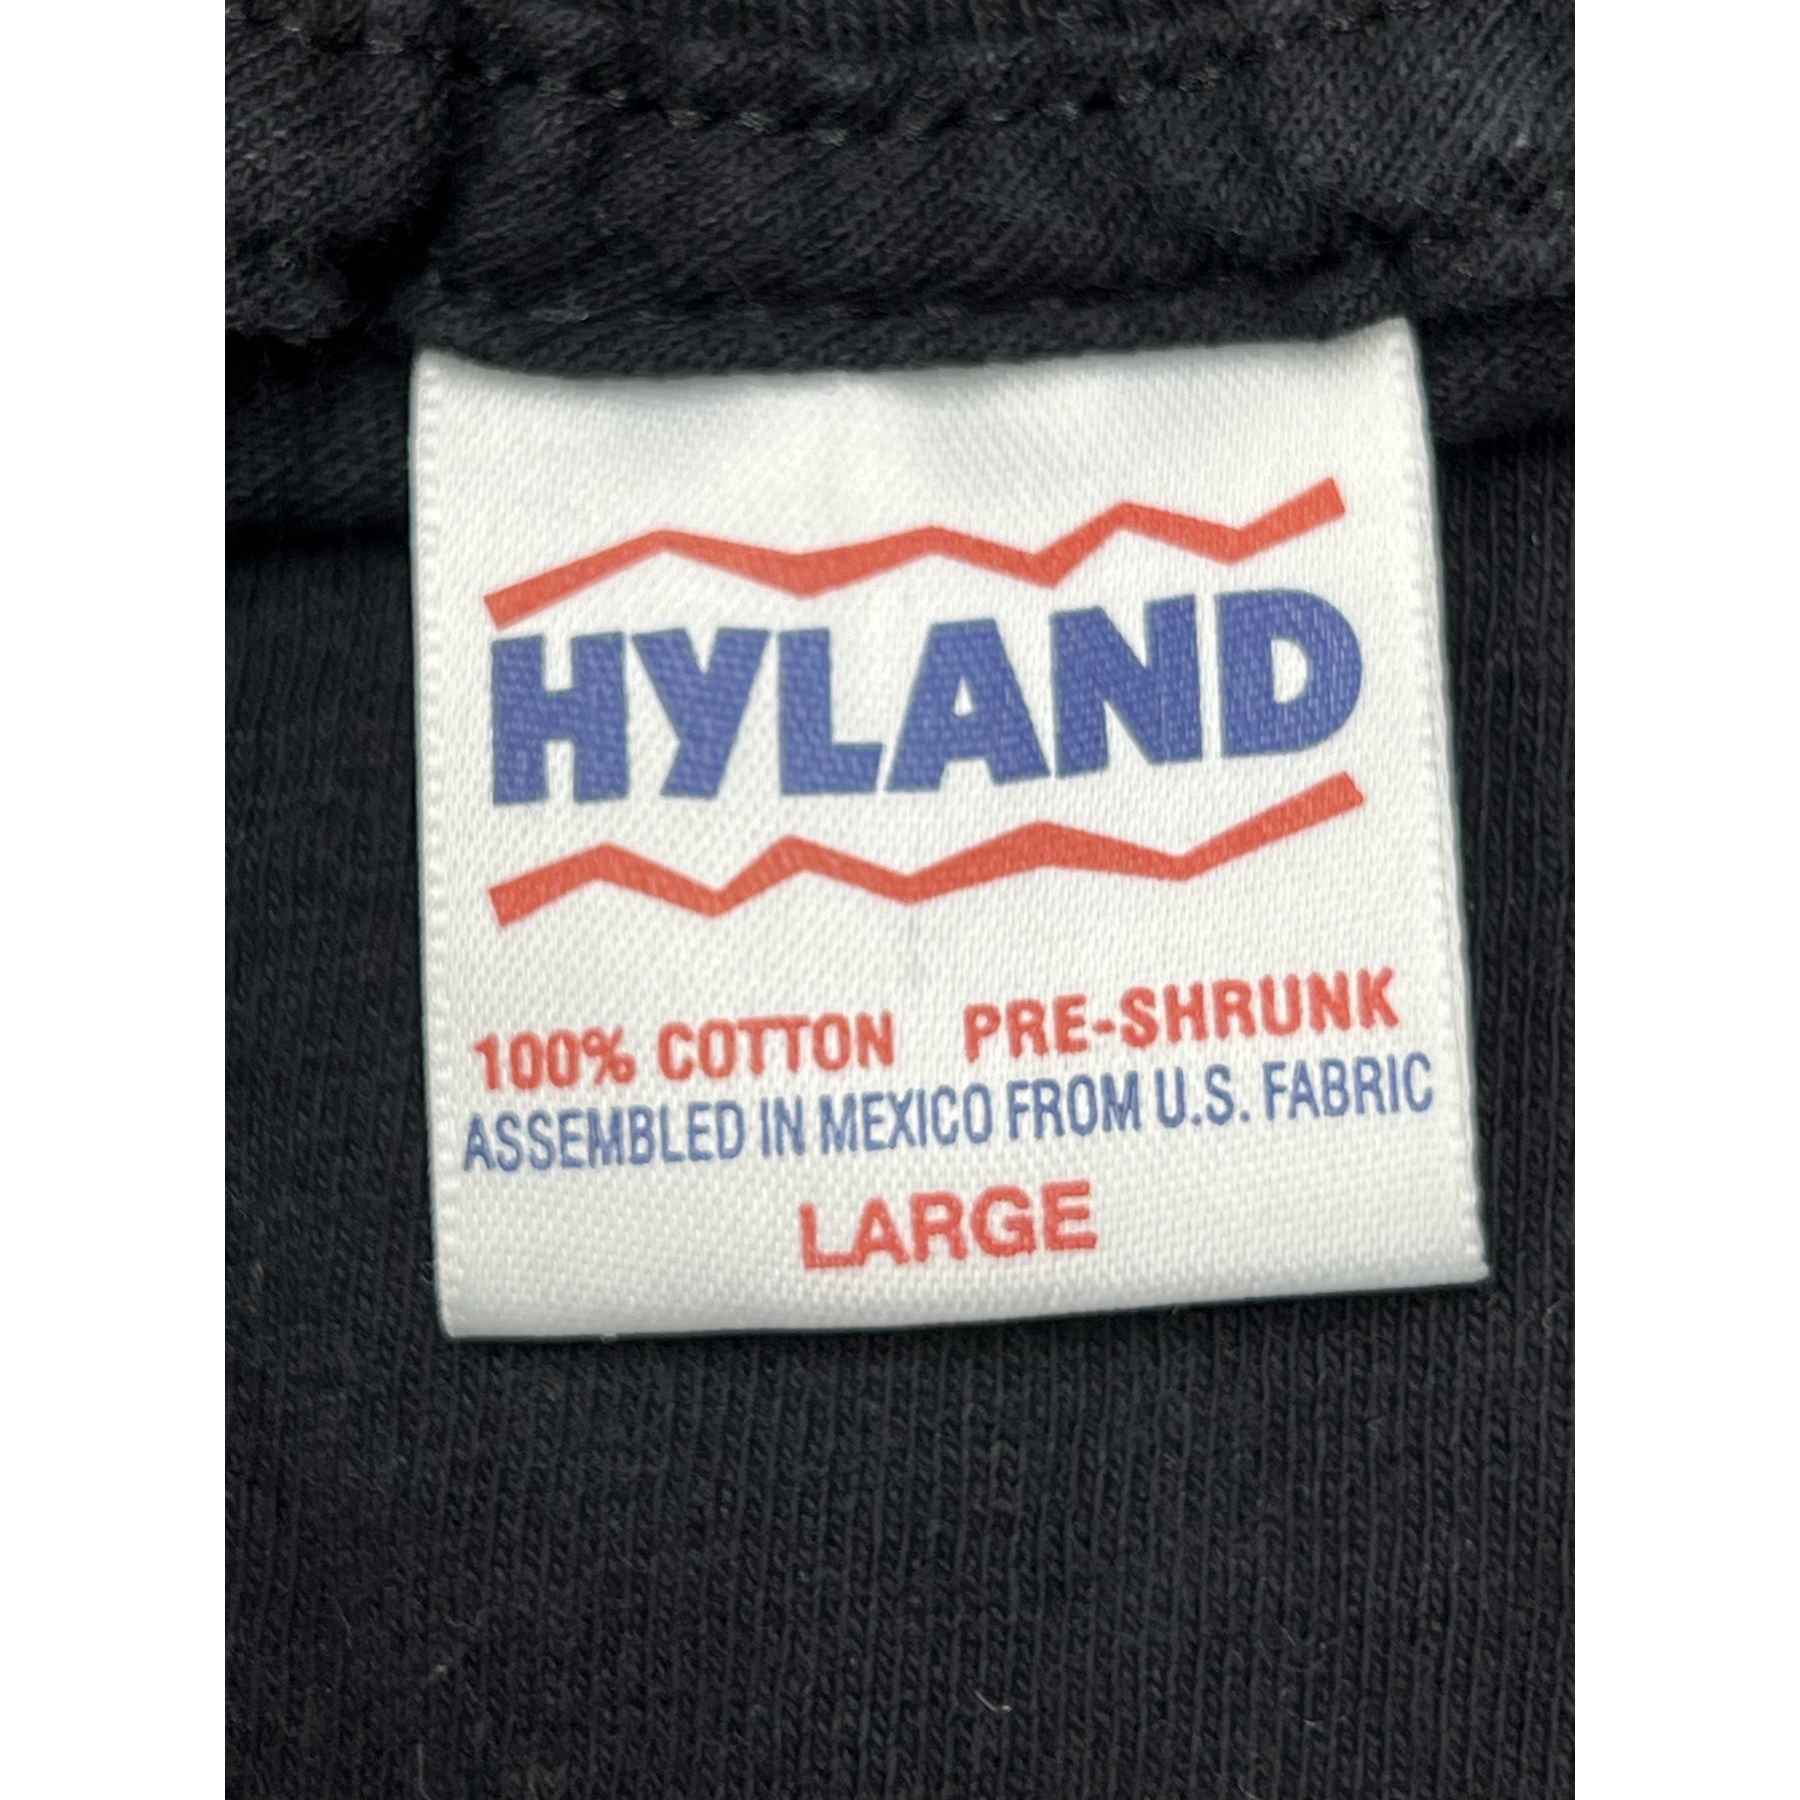 HYLAND
100% COTTON PRE-SHRUNK
ASSEMBLED IN MEXICO FROM U.S. FABRIC
LARGE